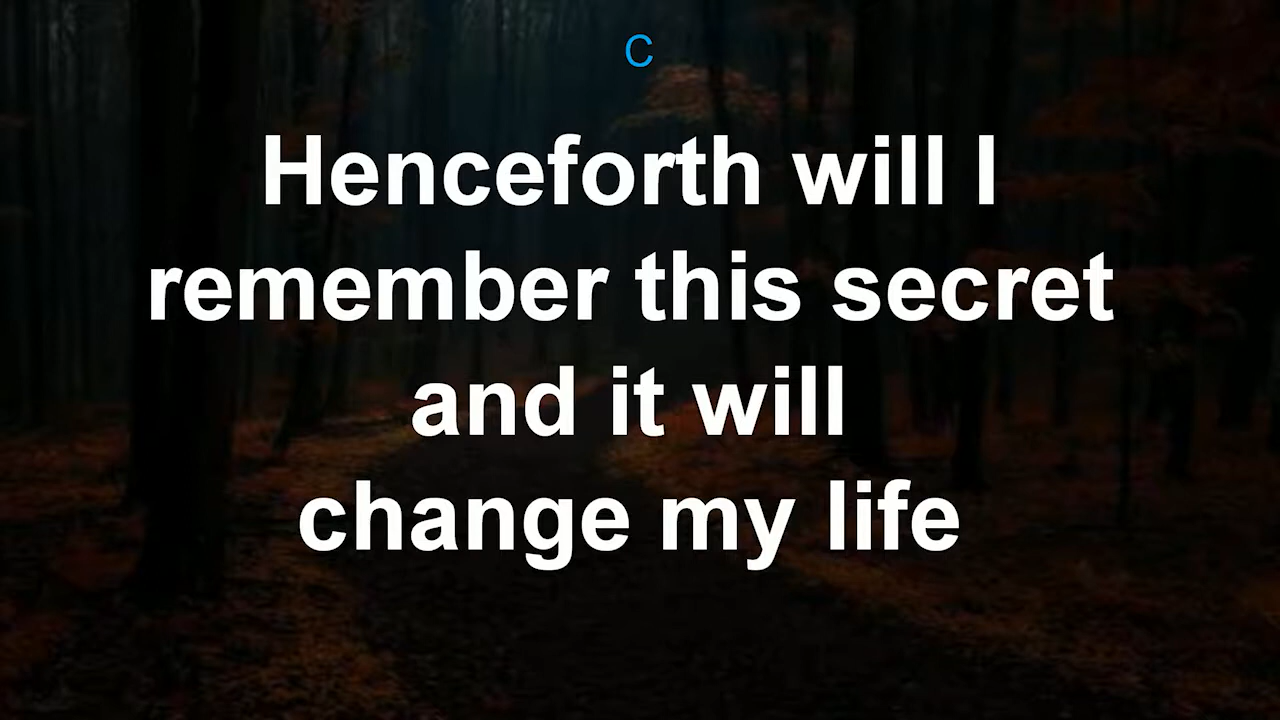 C
Henceforth will I
remember this secret
and it will
change my life